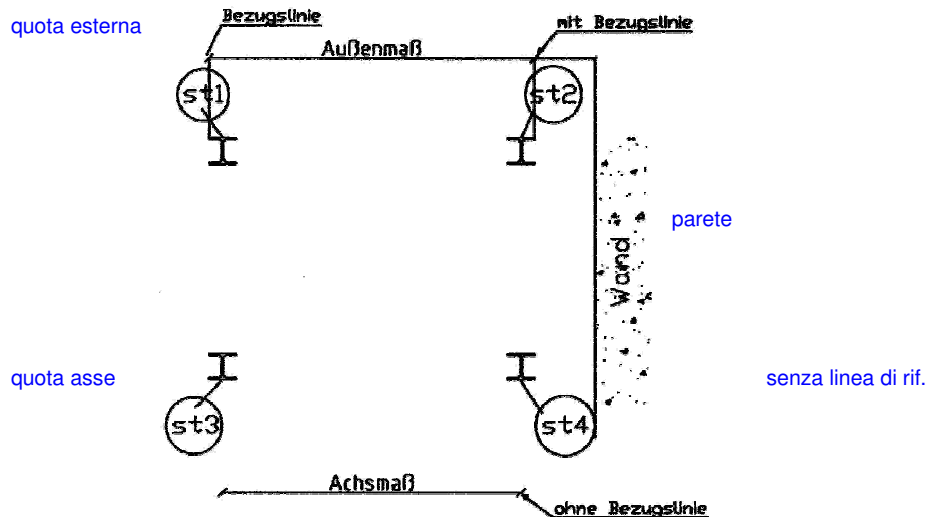 Bezugslinie
quota esterna
mit Bezugslinie
Außenmaß
st1
st2
parete
Wand
quota asse
senza linea di rif.
st3
st4
Achsmaß
ohne Bezugslinie